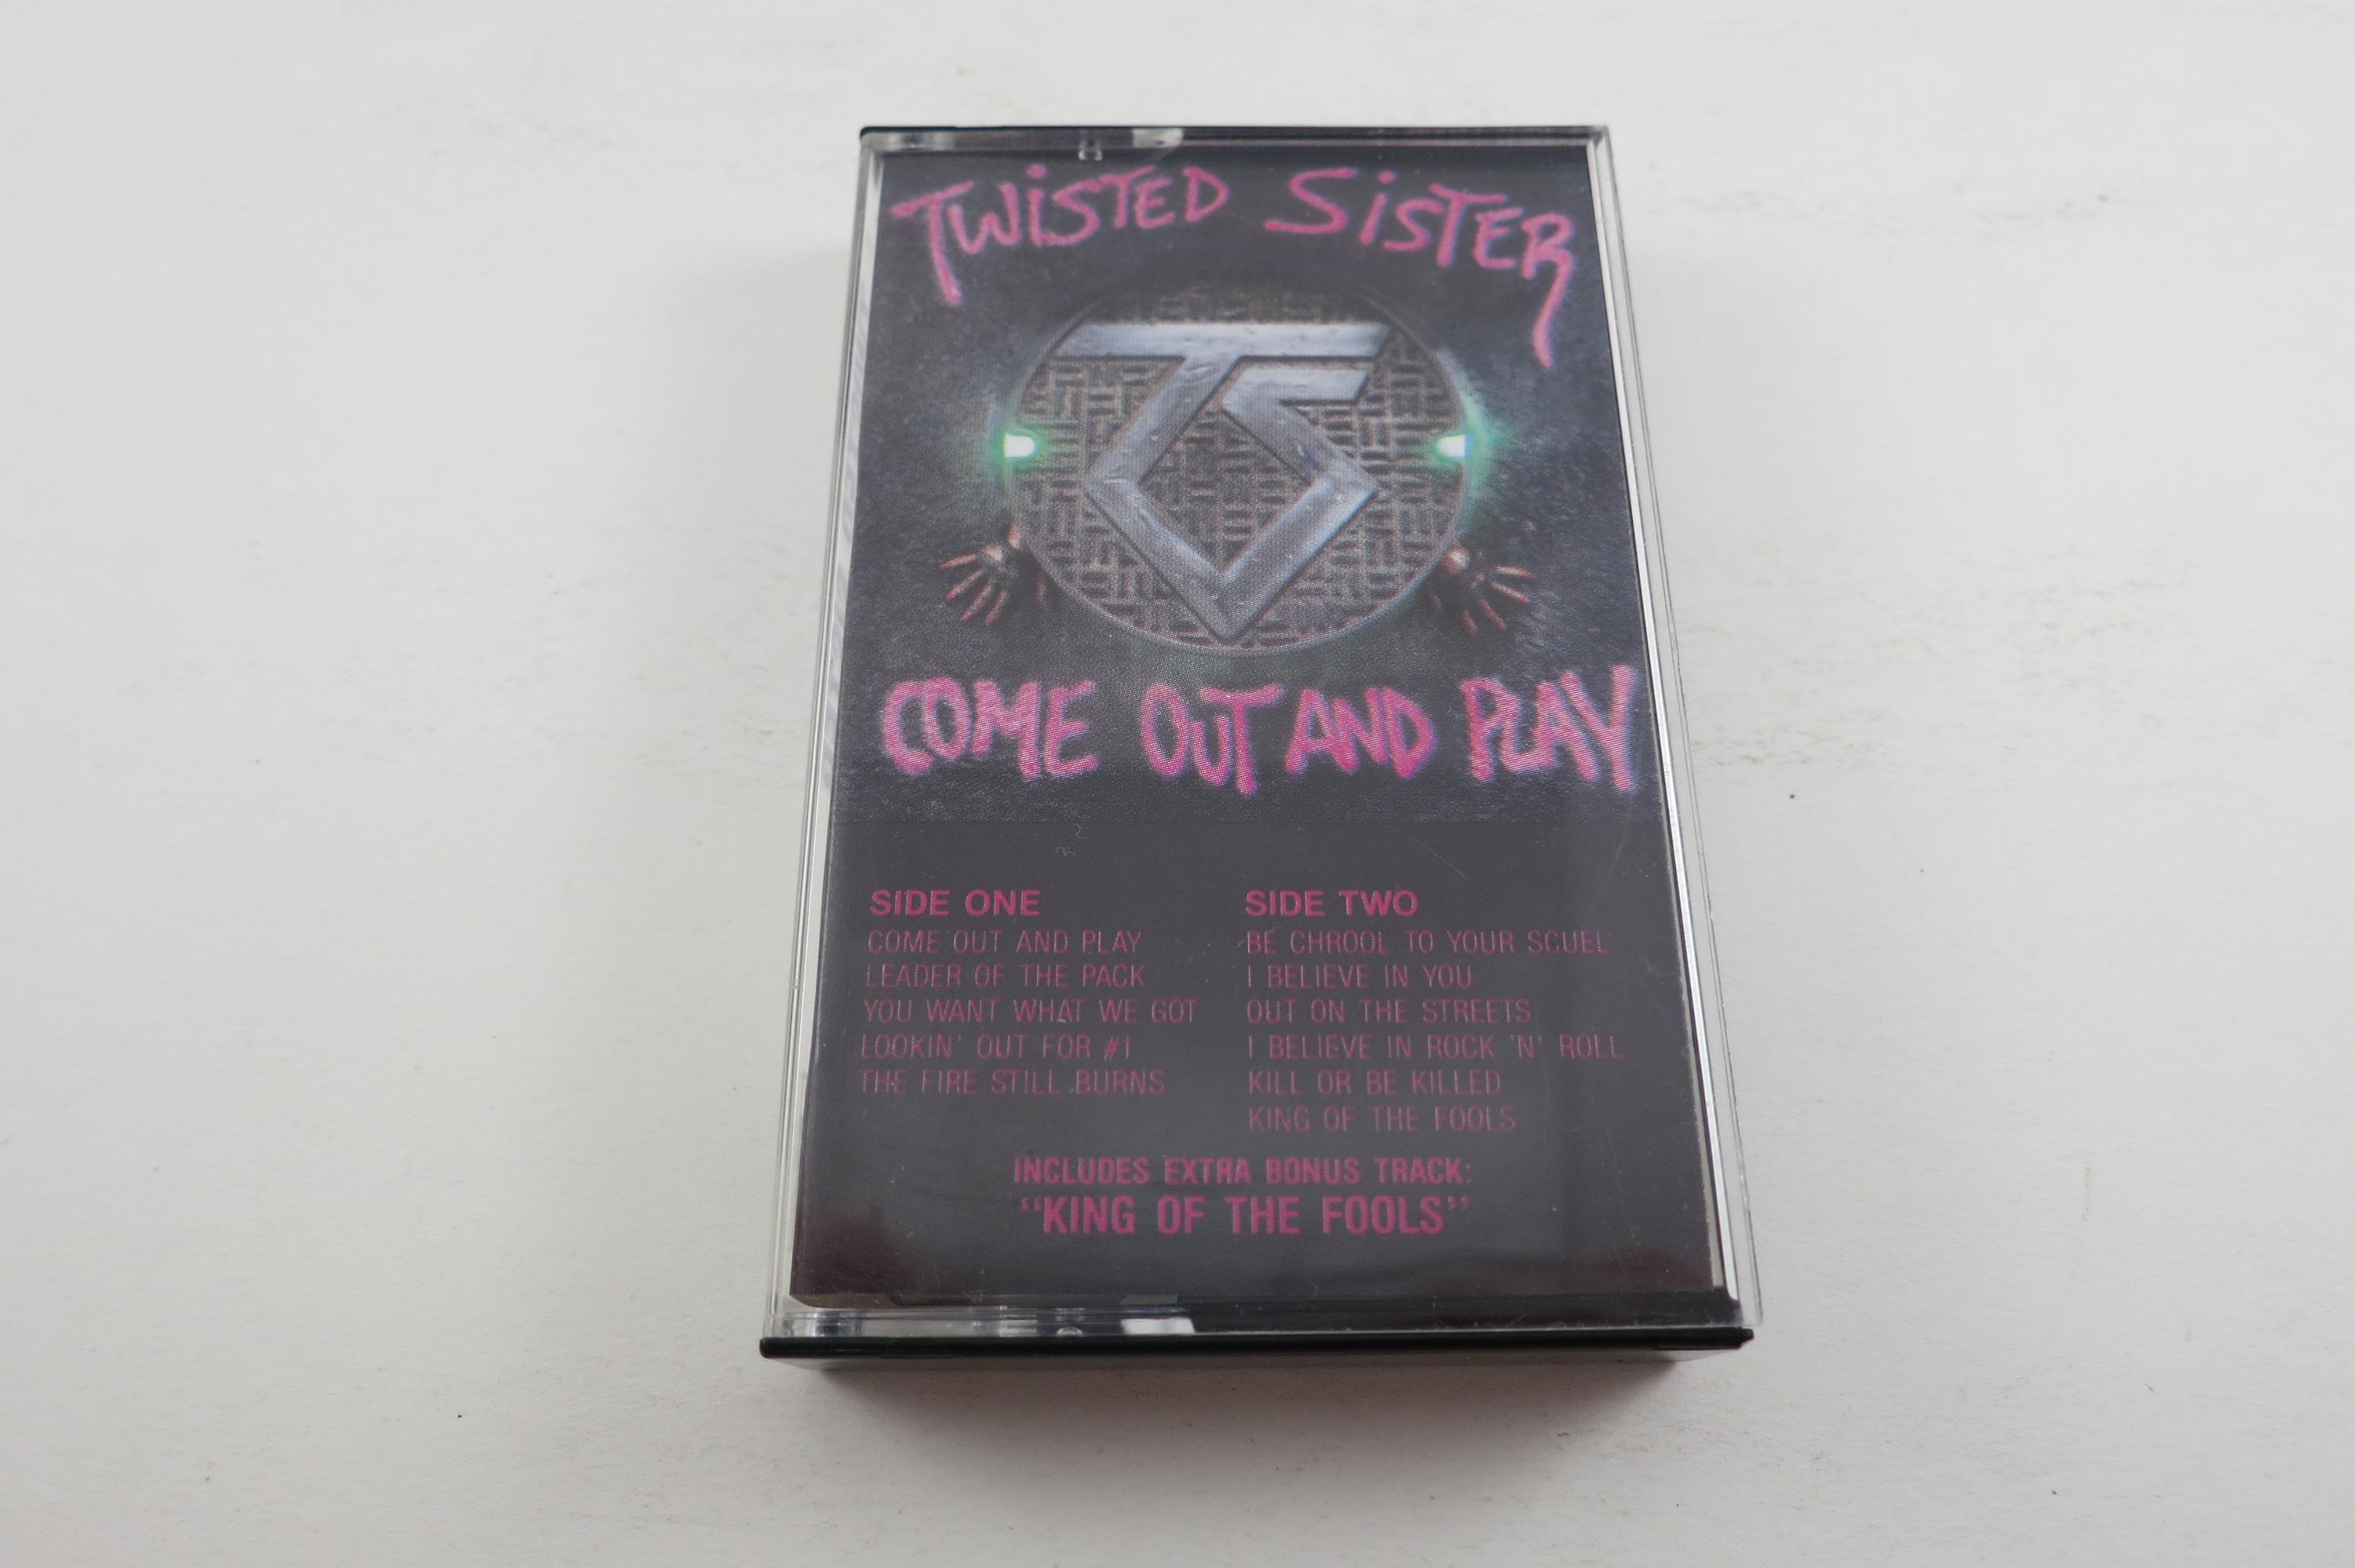 TWiSTED SiSTER
TS
COME OUT AND PLAY
SIDE ONE
COME OUT AND PLAY
LEADER OF THE PACK
YOU WANT WHAT WE GOT
LOOKIN' OUT FOR #1
THE FIRE STILL BURNS
SIDE TWO
BE CHROOL TO YOUR SCUEL
I BELIEVE IN YOU
OUT ON THE STREETS
I BELIEVE IN ROCK 'N' ROLL
KILL OR BE KILLED
KING OF THE FOOLS
INCLUDES EXTRA BONUS TRACK:
“KING OF THE FOOLS”